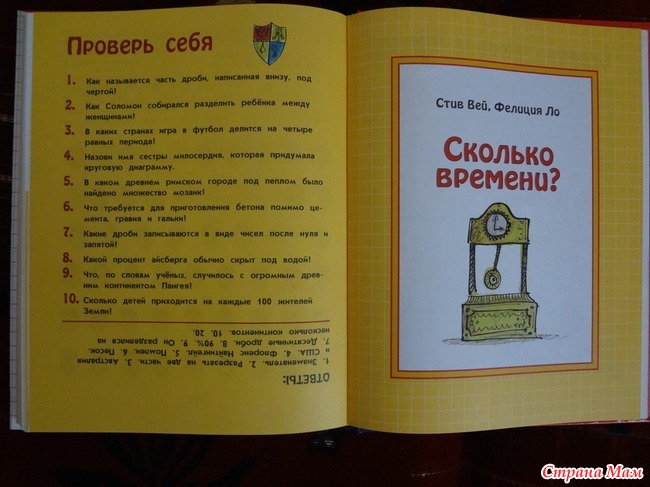 Проверь себя
1. Как называется часть дроби, написанная внизу, под
чертой!
2. Как Соломон собирался разделить ребёнка между
женщинами!
3. В каких странах игра в футбол делится на четыре
равных периода!
4. Назови имя сестры милосердия, которая придумала
круговую диаграмму.
5. В каком древнем римском городе под пеплом было
найдено множество мозаик!
6. Что требуется для приготовления бетона помимо це-
мента, гравия и гальки!
7. Какие дроби записываются в виде чисел после нуля и
запятой!
8. Какой процент айсберга обычно скрыт под водой!
9. Что, по словам учёных, случилось с огромным древ-
ним континентом Пангея!
10. Сколько детей приходится на каждые 100 жителей
Земли!
ОТВЕТЫ:
1. Знаменатель. 2. Разрезать на две части. 3. Австралия
и США. 4. Флоренс Найтингейл. 5. Помпеи. 6. Песок.
7. Десятичные дроби. 8. 90%. 9. Он разделился на
несколько континентов. 10. 20.
Стив Вей, Фелиция Ло
Сколько
времени?
Страна Мам